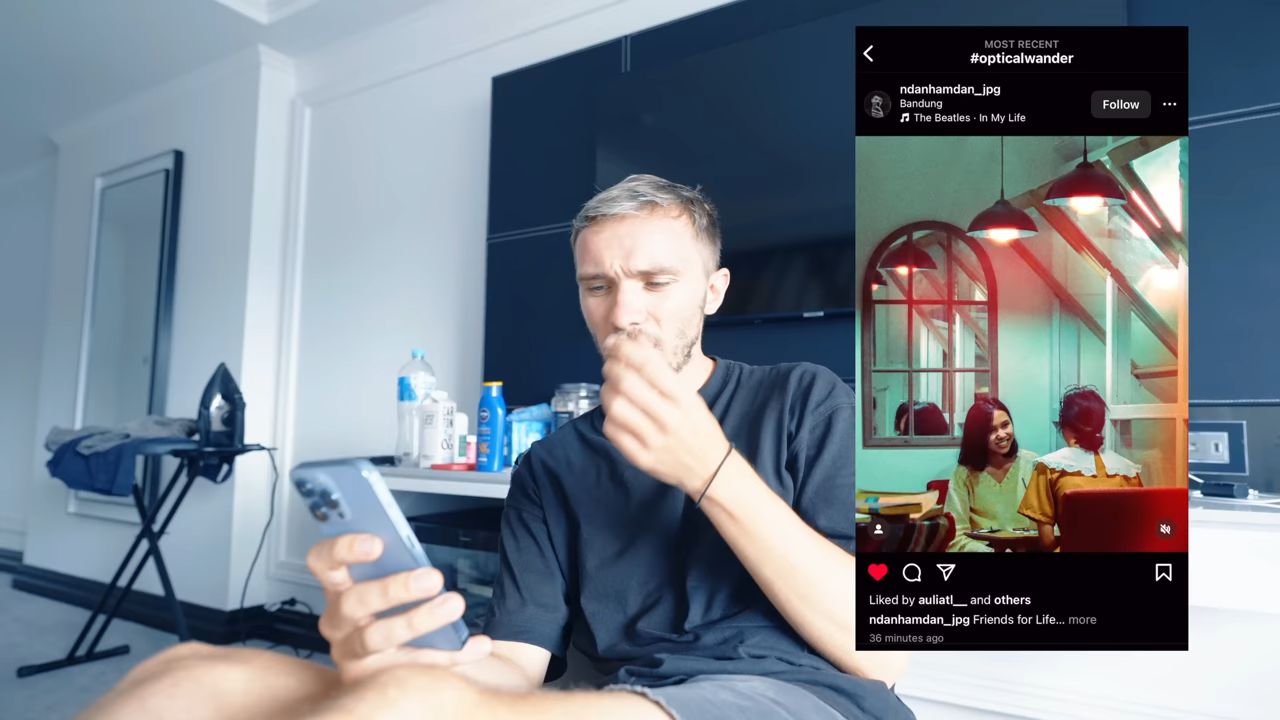 MOST RECENT
#opticalwander
ndanhamdan_jpg
Bandung
The Beatles · In My Life
Follow
Liked by auliatl__ and others
ndanhamdan_jpg Friends for Life... more
36 minutes ago
NIVEA